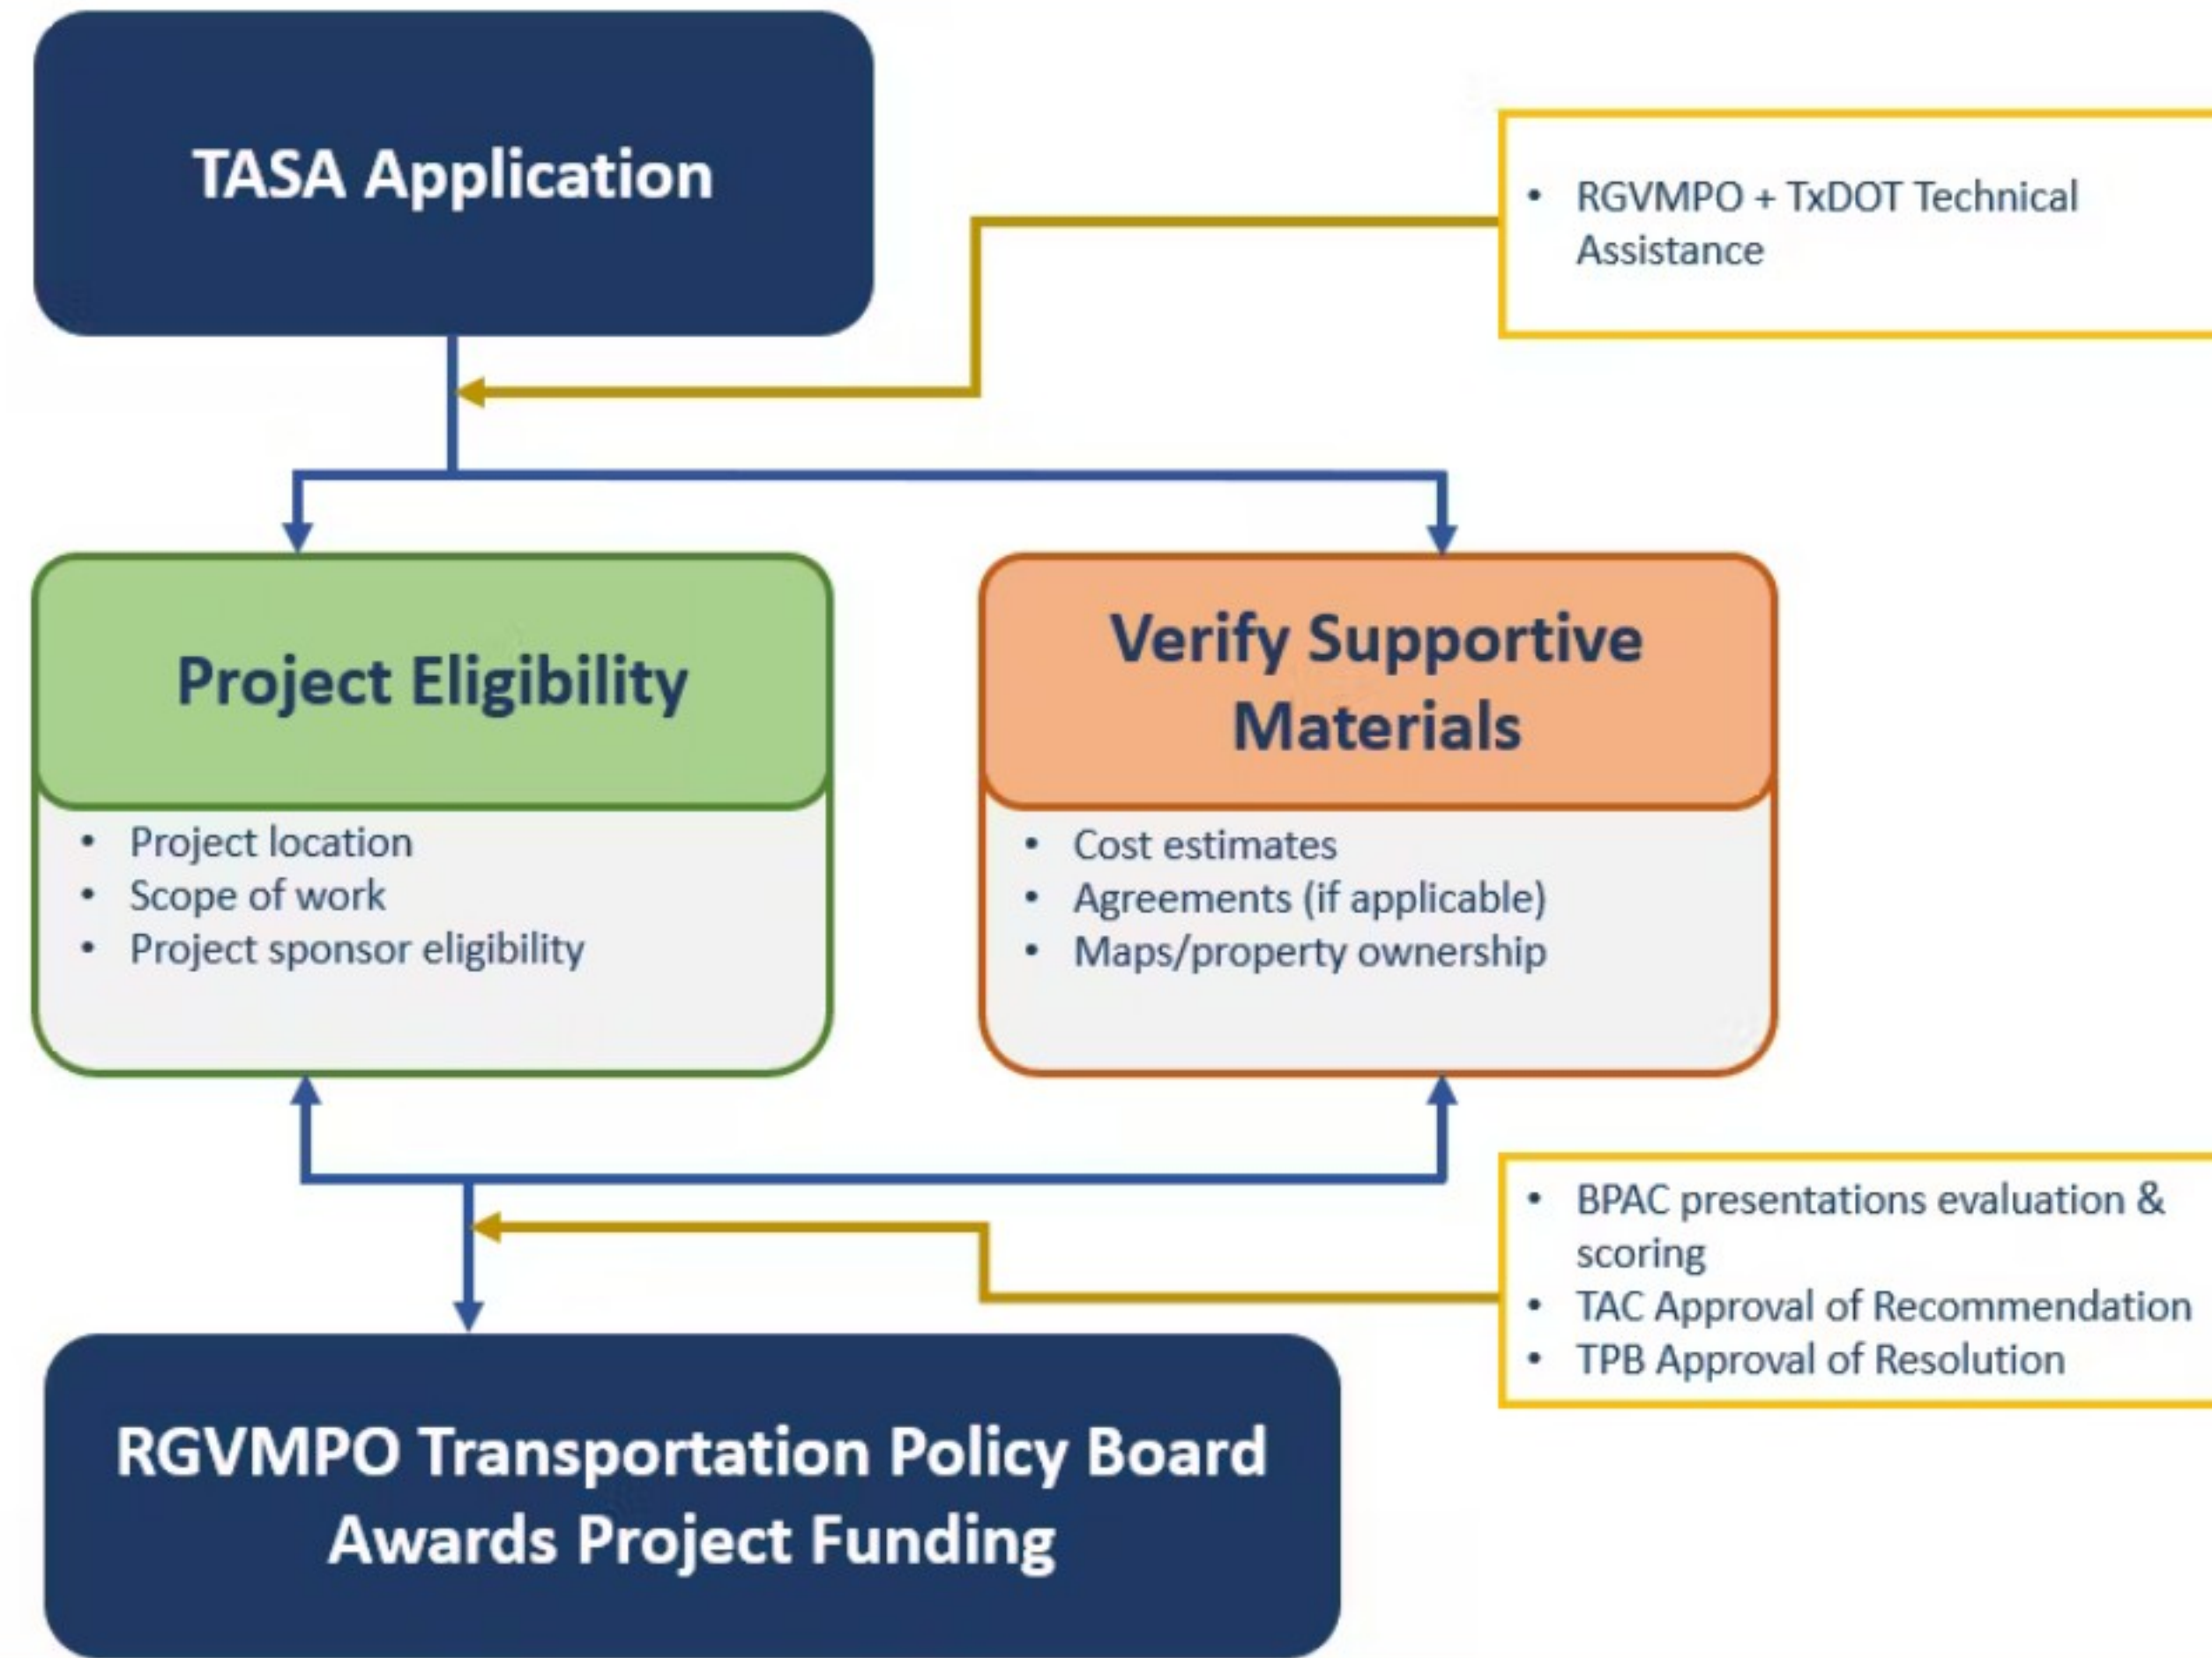 TASA Application
• RGVMPO + TxDOT Technical
Assistance
Project Eligibility
• Project location
• Scope of work
• Project sponsor eligibility
Verify Supportive
Materials
• Cost estimates
• Agreements (if applicable)
• Maps/property ownership
• BPAC presentations evaluation &
scoring
• TAC Approval of Recommendation
• TPB Approval of Resolution
RGVMPO Transportation Policy Board
Awards Project Funding